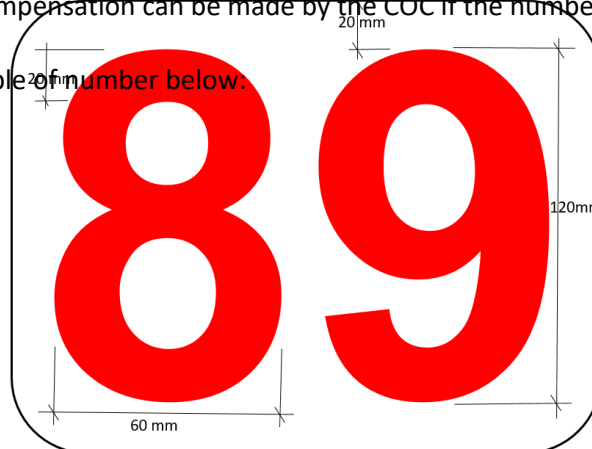 mpensation can be made by the COC if the numbe
20 mm
20 mm
ple of number below:
89
120mm
60 mm